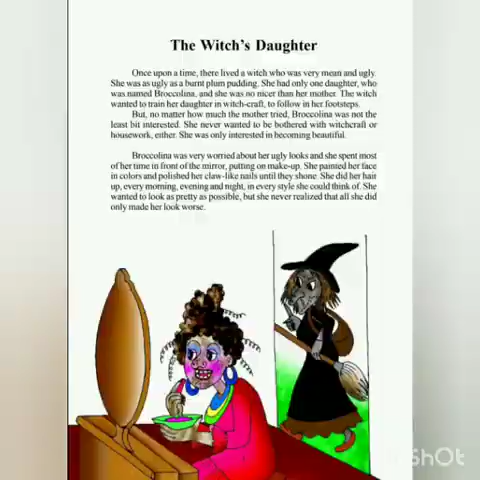 The Witch's Daughter
Once upon a time, there lived a witch who was very mean and ugly.
She was as ugly as a burnt plum pudding. She had only one daughter, who
was named Broccolina, and she was no nicer than her mother. The witch
wanted to train her daughter in witch-craft, to follow in her footsteps.
But, no matter how much the mother tried, Broccolina was not the
least bit interested. She never wanted to be bothered with witchcraft or
housework, either. She was only interested in becoming beautiful.
Broccolina was very worried about her ugly looks and she spent most
of her time in front of the mirror, putting on make-up. She painted her face
in colors and polished her claw-like nails until they shone. She did her hair
up, every morning, evening and night, in every style she could think of. She
wanted to look as pretty as possible, but she never realized that all she did
only made her look worse.